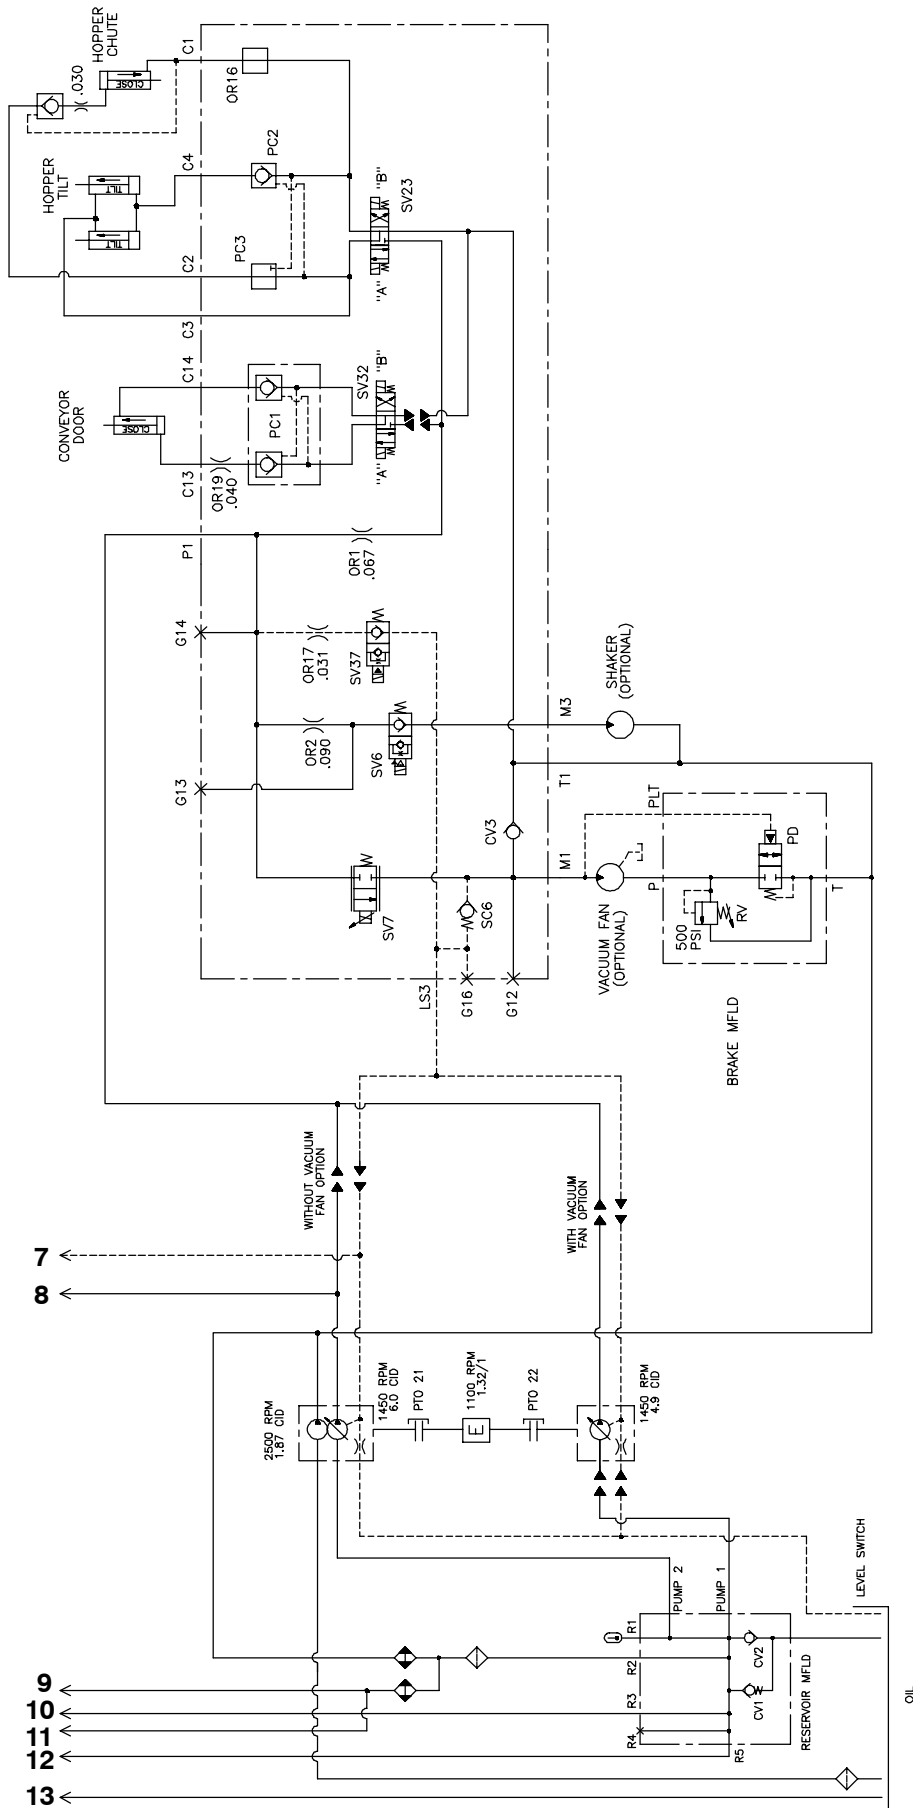 HOPPER
CHUTE
.030
CLOSE
C1
OR16
HOPPER
TILT
TILT
TILT
C4
PC2
"B"
SV23
PC3
C2
"A"
C3
C14
CONVEYOR
DOOR
CLOSE
PC1
SV32
"B"
"A"
C13
OR19
.040
P1
OR1
.067
G14
OR17
.031
SV37
OR2
.090
SV6
G13
M3
SHAKER
(OPTIONAL)
T1
CV3
PLT
M1
SV7
SC6
VACUUM FAN
(OPTIONAL)
P
PD
T
500
PSI
RV
LS3
G16
G12
BRAKE MFLD
WITHOUT VACUUM
FAN OPTION
WITH VACUUM
FAN OPTION
7
8
2500 RPM
1.87 CID
1450 RPM
6.0 CID
PTO 21
1100 RPM
1.32/1
E
PTO 22
1450 RPM
4.9 CID
PUMP 2
PUMP 1
LEVEL SWITCH
R1
R2
R3
R4
R5
CV2
CV1
RESERVOIR MFLD
OIL
9
10
11
12
13